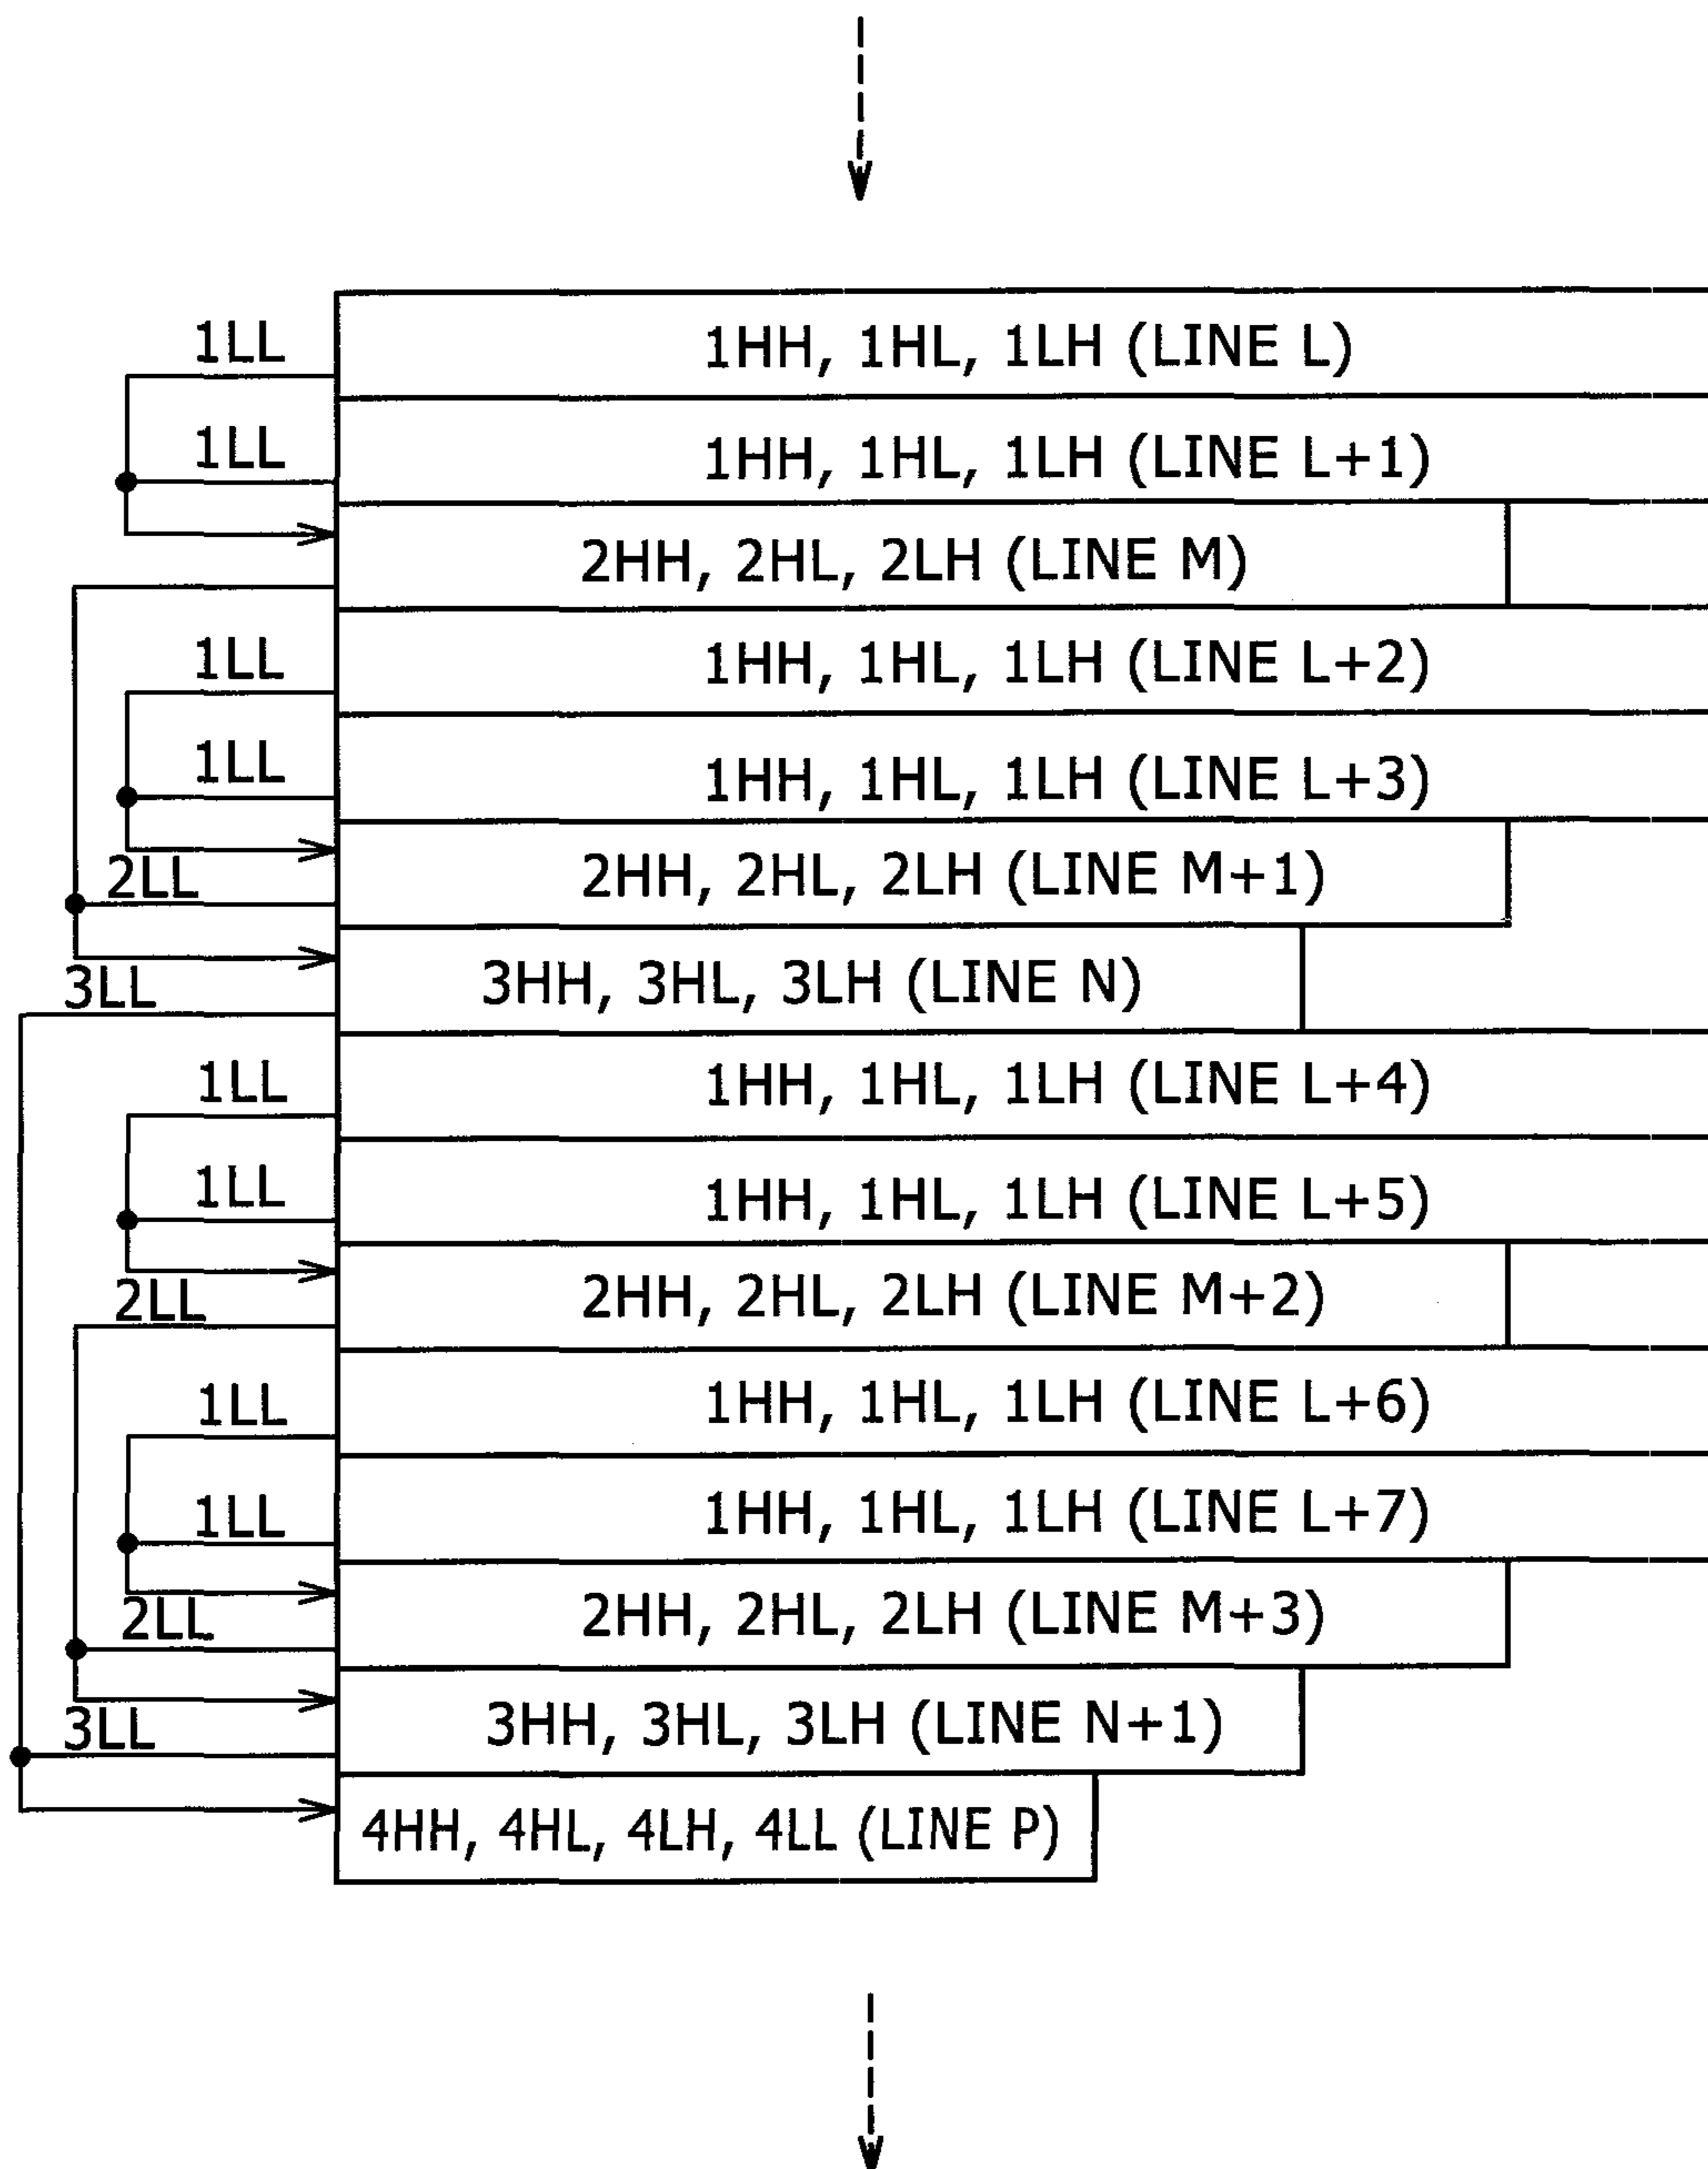 1LL
1HH, 1HL, 1LH (LINE L)
1LL
1HH, 1HL, 1LH (LINE L+1)
2HH, 2HL, 2LH (LINE M)
1LL
1HH, 1HL, 1LH (LINE L+2)
1LL
1HH, 1HL, 1LH (LINE L+3)
2LL
2HH, 2HL, 2LH (LINE M+1)
3LL
3HH, 3HL, 3LH (LINE N)
1LL
1HH, 1HL, 1LH (LINE L+4)
1LL
1HH, 1HL, 1LH (LINE L+5)
2LL
2HH, 2HL, 2LH (LINE M+2)
1LL
1HH, 1HL, 1LH (LINE L+6)
1LL
1HH, 1HL, 1LH (LINE L+7)
2LL
2HH, 2HL, 2LH (LINE M+3)
3LL
3HH, 3HL, 3LH (LINE N+1)
4HH, 4HL, 4LH, 4LL (LINE P)